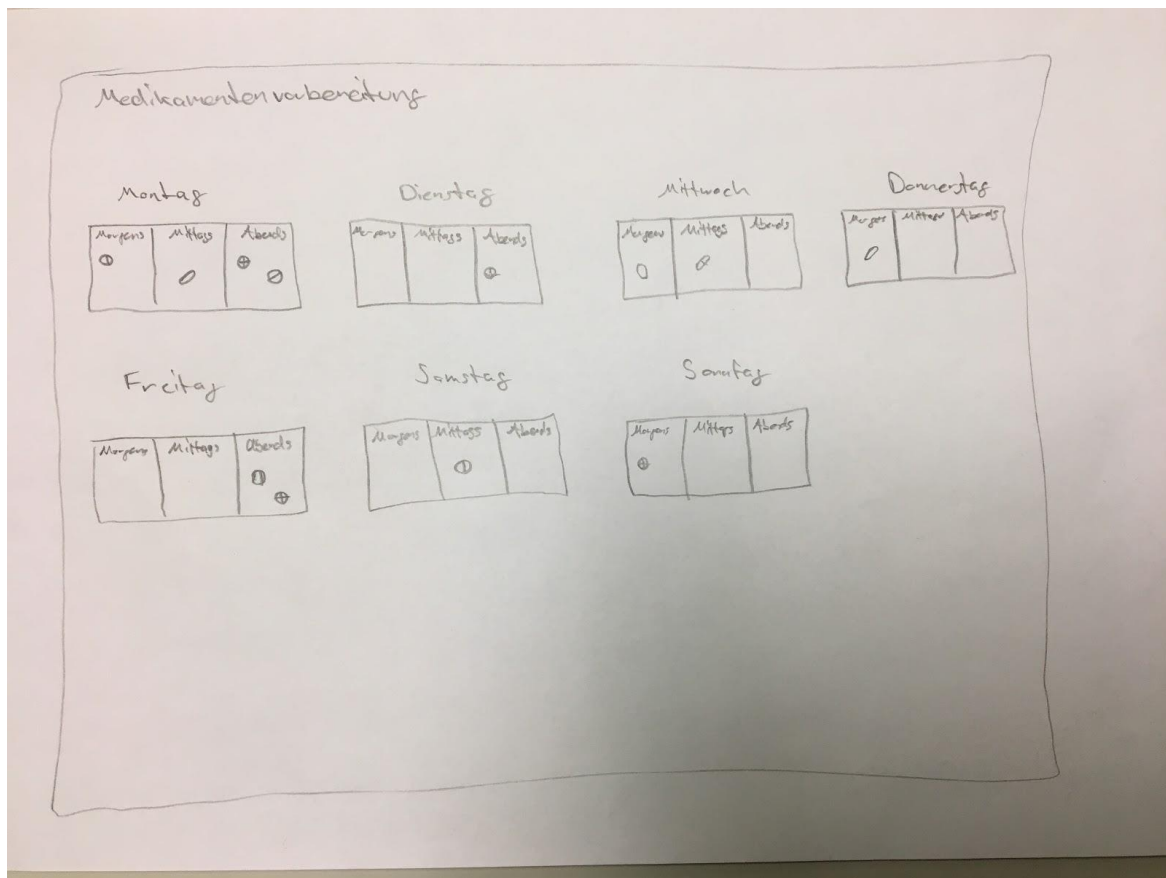 Medikamentenvorbereitung
Montag Dienstag Mittwoch Donnerstag
Morgens Mittags Abends Morgens Mittags Abends Morgens Mittags Abends Morgens Mittags Abends
Freitag Samstag Sonntag
Morgens Mittags Abends Morgens Mittags Abends Morgens Mittags Abends